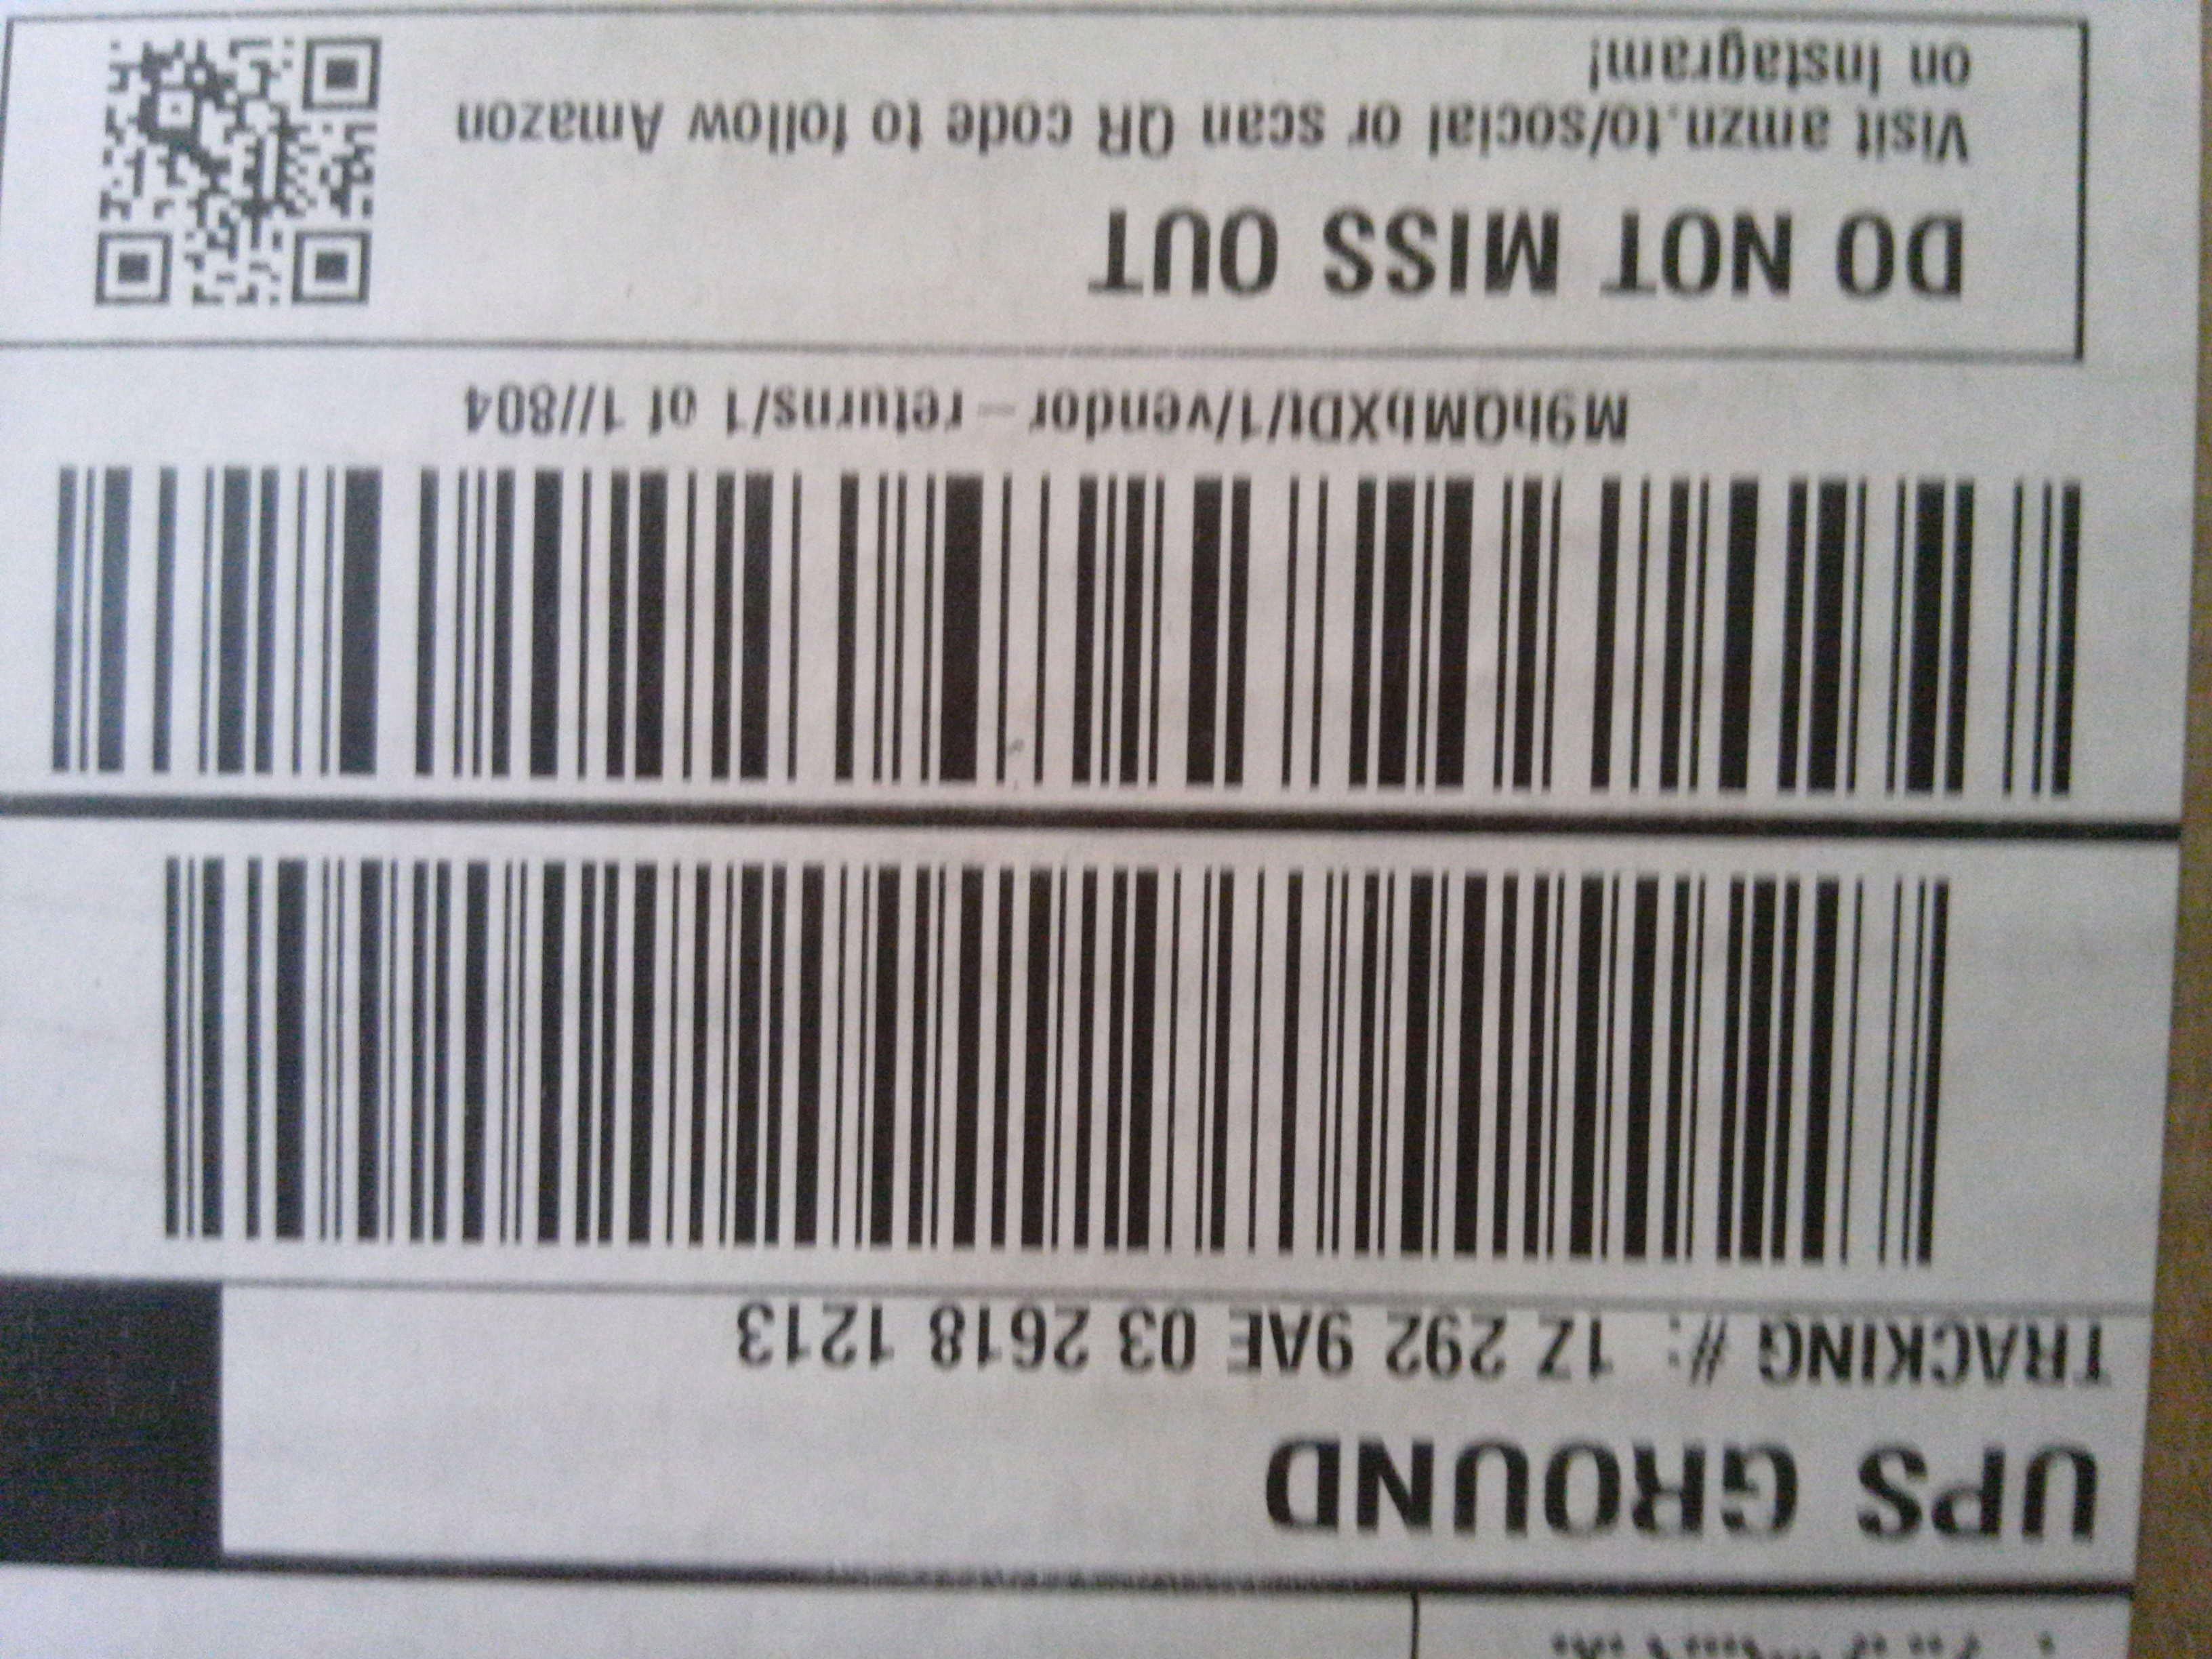 UPS GROUND
TRACKING #: 1Z 292 9AE 03 2618 1213
M9hQMbXDt/1/vendor-returns/1 of 1//804
DO NOT MISS OUT
Visit amzn.to/social or scan QR code to follow Amazon
on Instagram!